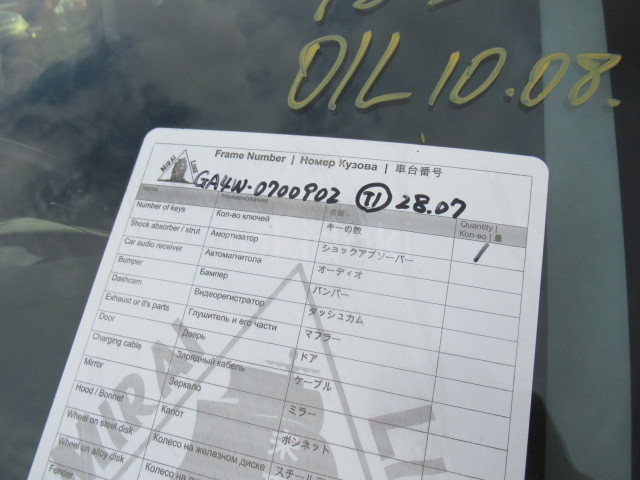 OIL 10.08.
Frame Number | Номер Кузова | 車台番号
MIRAI
GA4W-0700902 T1 28.07
Name Наименование 名前 Quantity | Кол-во | 量
Number of keys Кол-во ключей キーの数 1
Shock absorber / strut Амортизатор ショックアブソーバー
Car audio receiver Автомагнитола オーディオ
Bumper Бампер バンパー
Dashcam Видеорегистратор ダッシュカム
Exhaust or it's parts Глушитель и его части マフラー
Door Дверь ドア
Charging cable Зарядный кабель ケーブル
Mirror Зеркало ミラー
Hood / Bonnet Капот ボンネット
Wheel on steel disk Колесо на железном диске
Wheel on alloy disk Колесо на
Fender
MIRAI